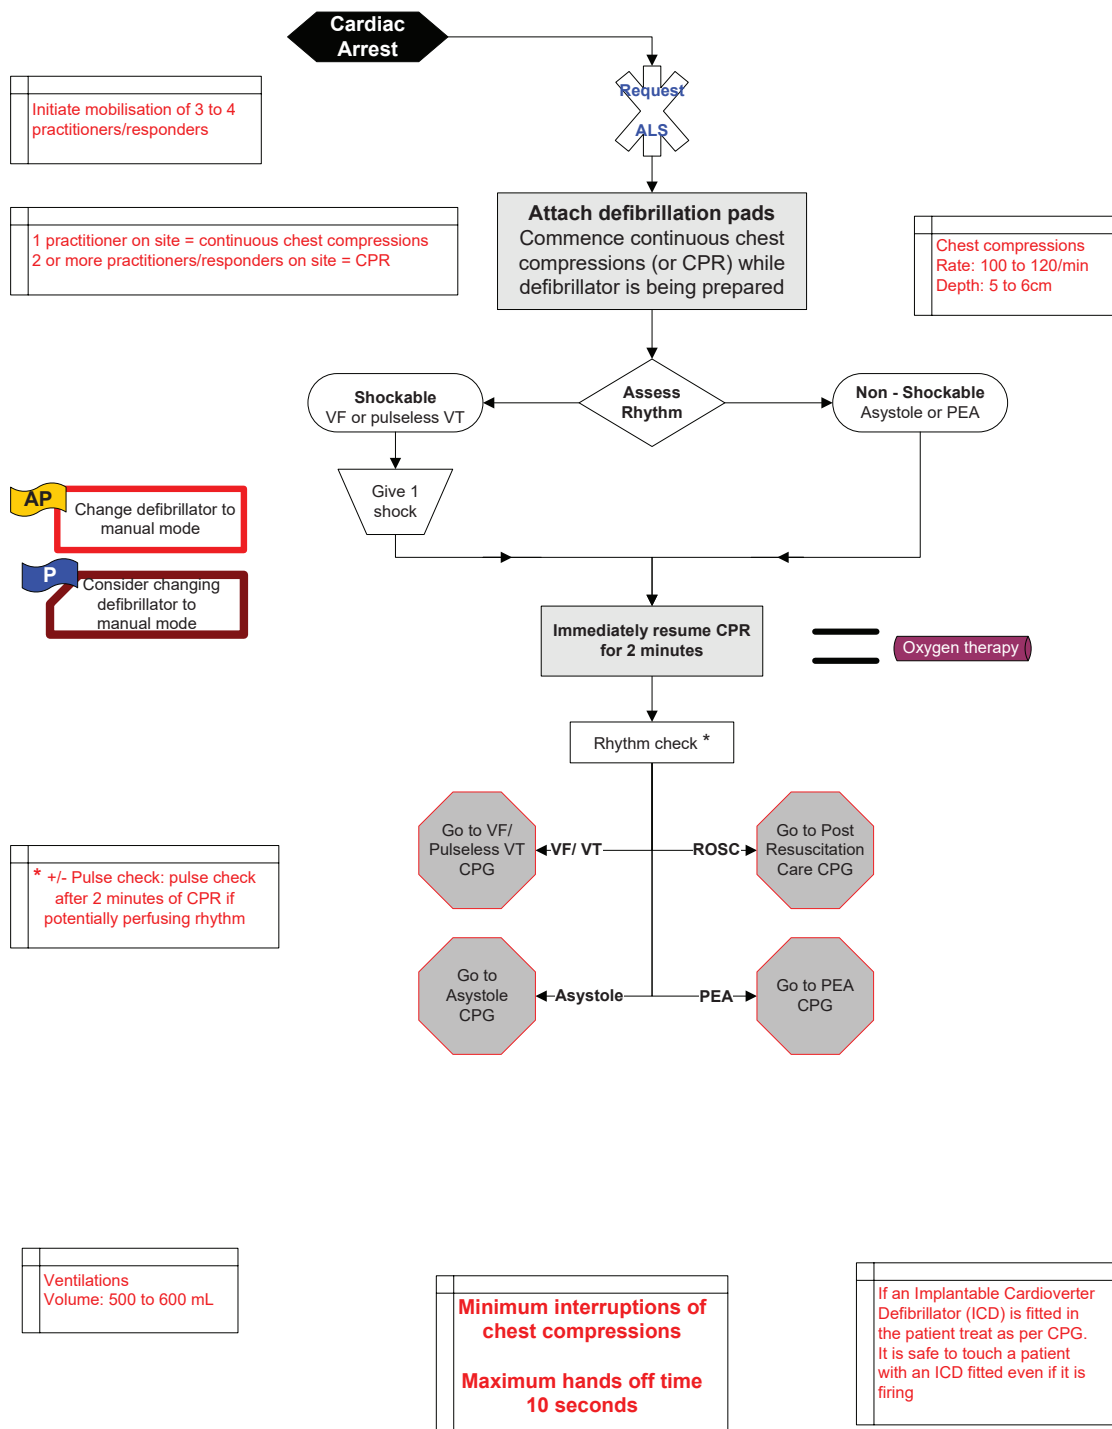 Cardiac
Arrest
Request
ALS
Initiate mobilisation of 3 to 4
practitioners/responders
Attach defibrillation pads
Commence continuous chest
compressions (or CPR) while
defibrillator is being prepared
1 practitioner on site = continuous chest compressions
2 or more practitioners/responders on site = CPR
Chest compressions
Rate: 100 to 120/min
Depth: 5 to 6cm
Assess
Rhythm
Shockable
VF or pulseless VT
Non - Shockable
Asystole or PEA
Give 1
shock
AP
Change defibrillator to
manual mode
P
Consider changing
defibrillator to
manual mode
Immediately resume CPR
for 2 minutes
Oxygen therapy
Rhythm check *
Go to VF/
Pulseless VT
CPG
VF/ VT
ROSC
Go to Post
Resuscitation
Care CPG
* +/- Pulse check: pulse check
after 2 minutes of CPR if
potentially perfusing rhythm
Go to
Asystole
CPG
Asystole
PEA
Go to PEA
CPG
Ventilations
Volume: 500 to 600 mL
Minimum interruptions of
chest compressions
Maximum hands off time
10 seconds
If an Implantable Cardioverter
Defibrillator (ICD) is fitted in
the patient treat as per CPG.
It is safe to touch a patient
with an ICD fitted even if it is
firing